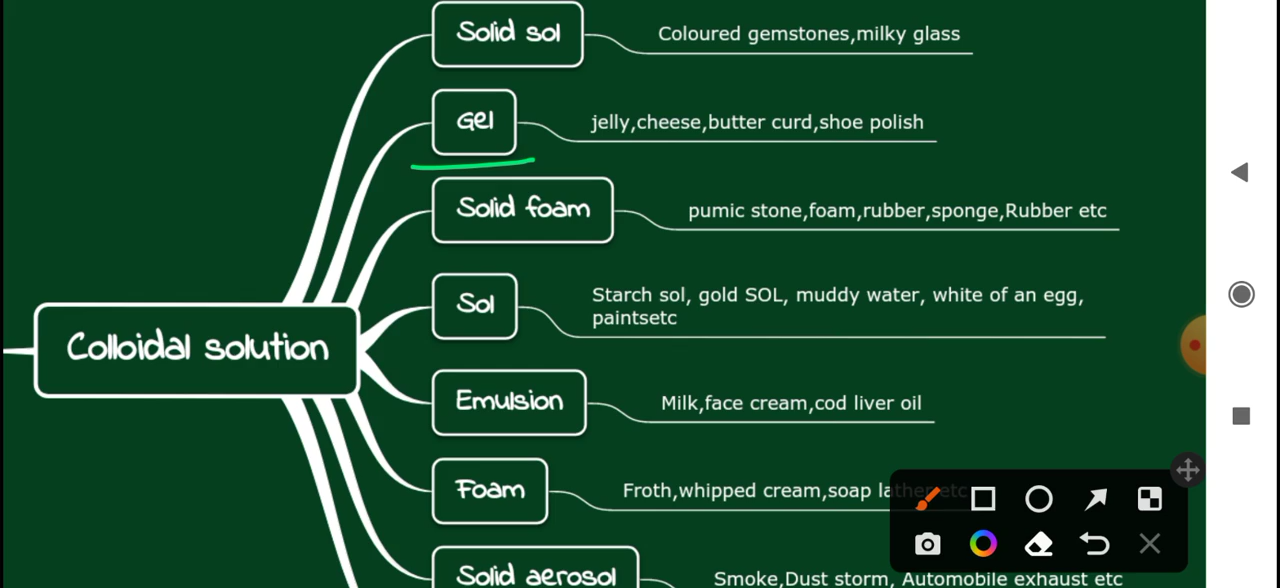 Solid sol
Coloured gemstones,milky glass
Gel
jelly,cheese,butter curd,shoe polish
Solid foam
pumic stone,foam,rubber,sponge,Rubber etc
Colloidal solution
Sol
Starch sol, gold SOL, muddy water, white of an egg,
paintsetc
Emulsion
Milk,face cream,cod liver oil
Foam
Froth,whipped cream,soap lather etc
Solid aerosol
Smoke,Dust storm, Automobile exhaust etc